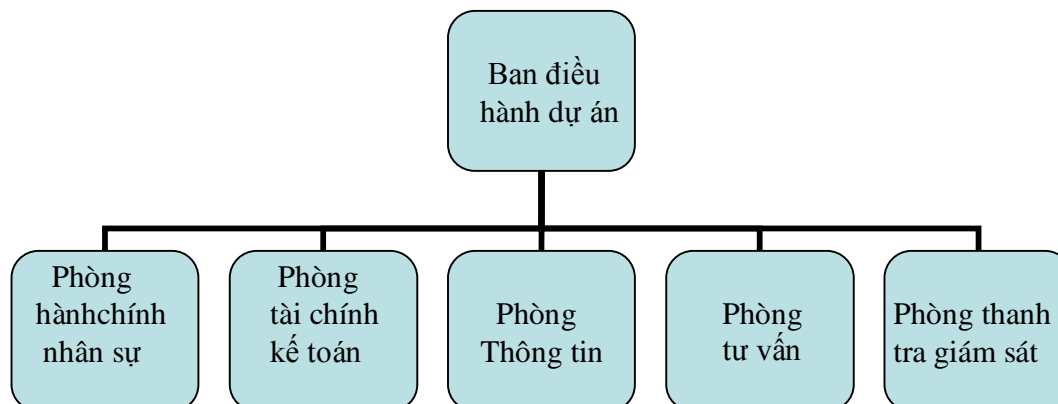 Ban điều
hành dự án
Phòng
hànhchính
nhân sự
Phòng
tài chính
kế toán
Phòng
Thông tin
Phòng
tư vấn
Phòng thanh
tra giám sát